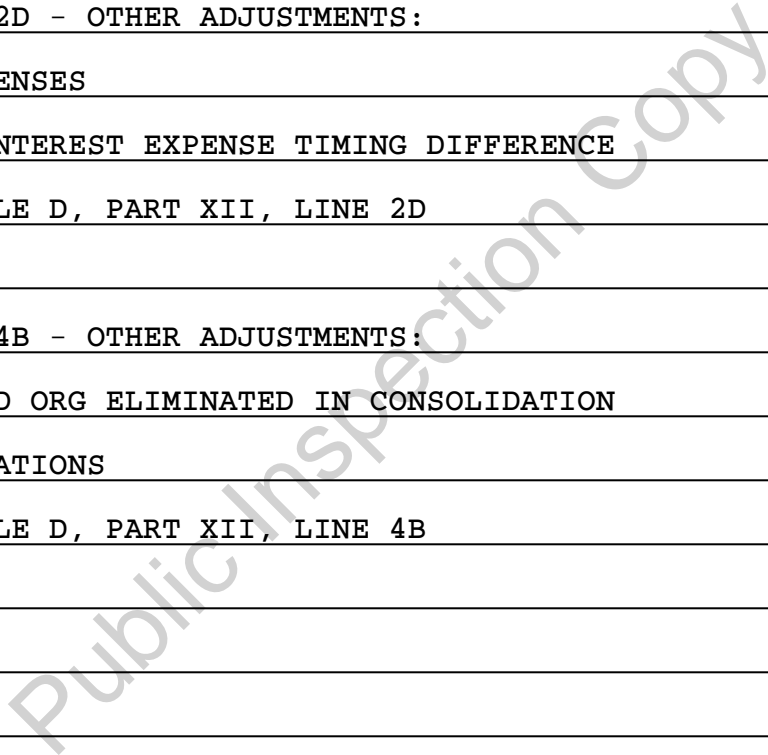 2D - OTHER ADJUSTMENTS:
ENSES
NTEREST EXPENSE TIMING DIFFERENCE
LE D, PART XII, LINE 2D
4B - OTHER ADJUSTMENTS:
D ORG ELIMINATED IN CONSOLIDATION
ATIONS
LE D, PART XII, LINE 4B
Public Inspection Copy